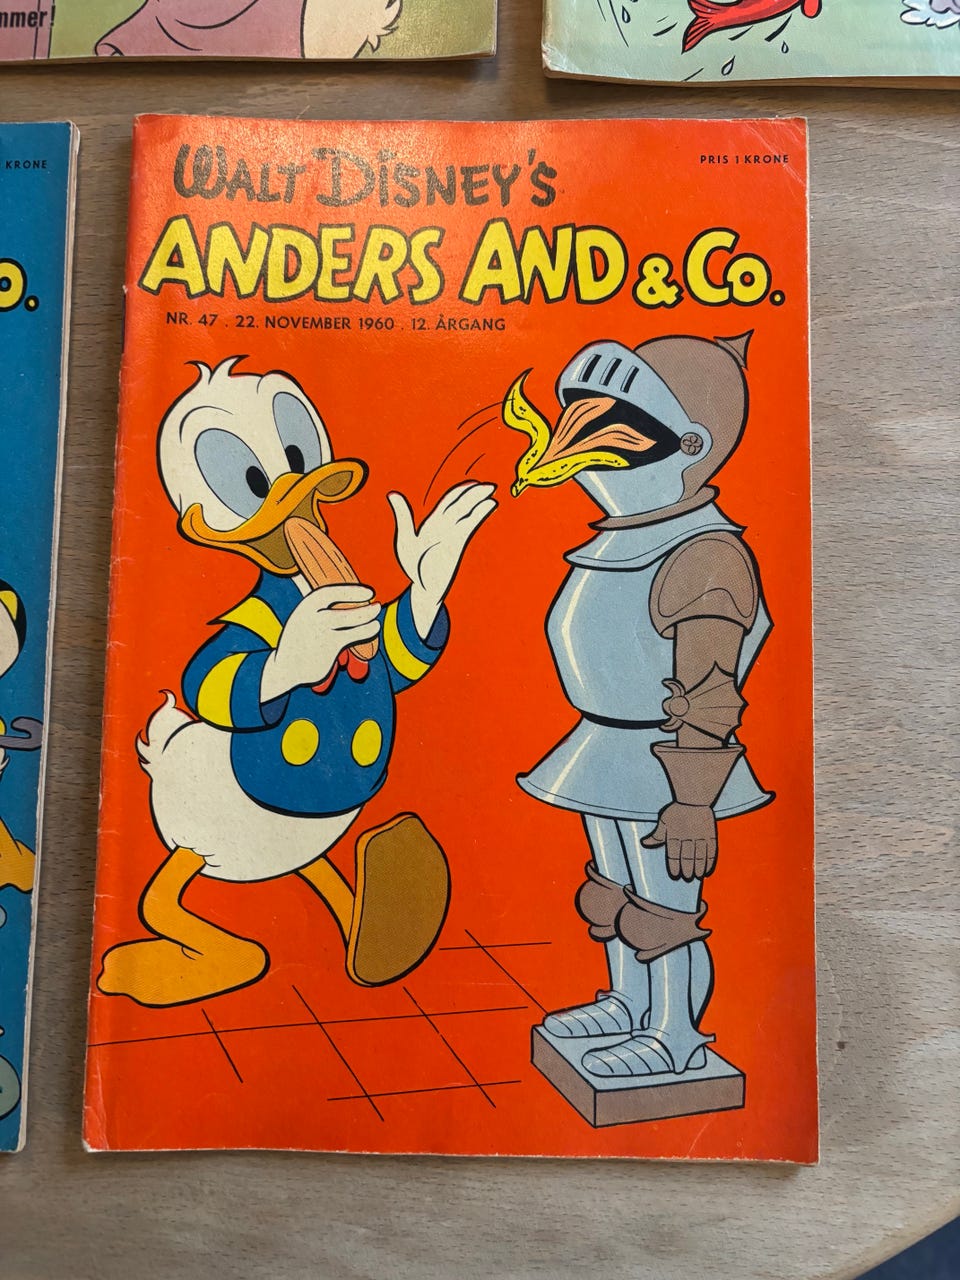 mmer!
KRONE
o.
WALT DISNEY'S
PRIS 1 KRONE
ANDERS AND & Co.
NR. 47 . 22. NOVEMBER 1960 . 12. ÅRGANG